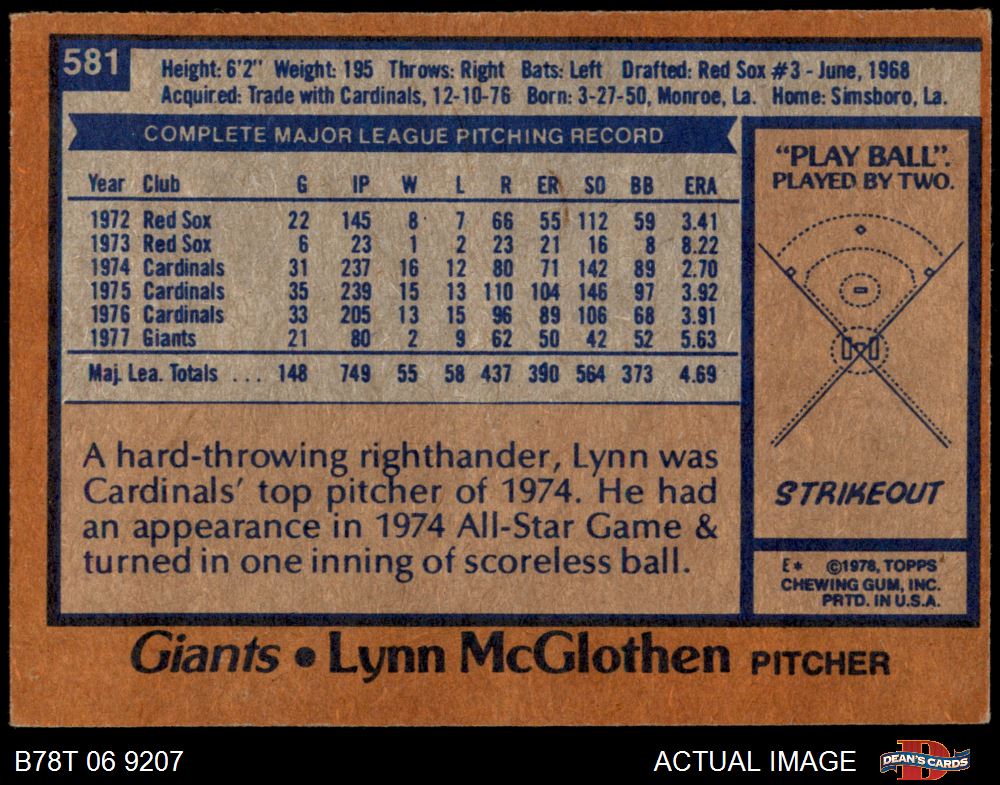 581
Height: 6'2" Weight: 195 Throws: Right Bats: Left Drafted: Red Sox #3 - June, 1968
Acquired: Trade with Cardinals, 12-10-76 Born: 3-27-50, Monroe, La. Home: Simsboro, La.
COMPLETE MAJOR LEAGUE PITCHING RECORD
Year Club G IP W L R ER SO BB ERA
1972 Red Sox 22 145 8 7 66 55 112 59 3.41
1973 Red Sox 6 23 1 2 23 21 16 8 8.22
1974 Cardinals 31 237 16 12 80 71 142 89 2.70
1975 Cardinals 35 239 15 13 110 104 146 97 3.92
1976 Cardinals 33 205 13 15 96 89 106 68 3.91
1977 Giants 21 80 2 9 62 50 42 52 5.63
Maj. Lea. Totals ... 148 749 55 58 437 390 564 373 4.69
A hard-throwing righthander, Lynn was
Cardinals' top pitcher of 1974. He had
an appearance in 1974 All-Star Game &
turned in one inning of scoreless ball.
"PLAY BALL".
PLAYED BY TWO.
STRIKEOUT
E* ©1978, TOPPS
CHEWING GUM, INC.
PRTD. IN U.S.A.
Giants • Lynn McGlothen PITCHER
B78T 06 9207
ACTUAL IMAGE
D
DEAN'S CARDS